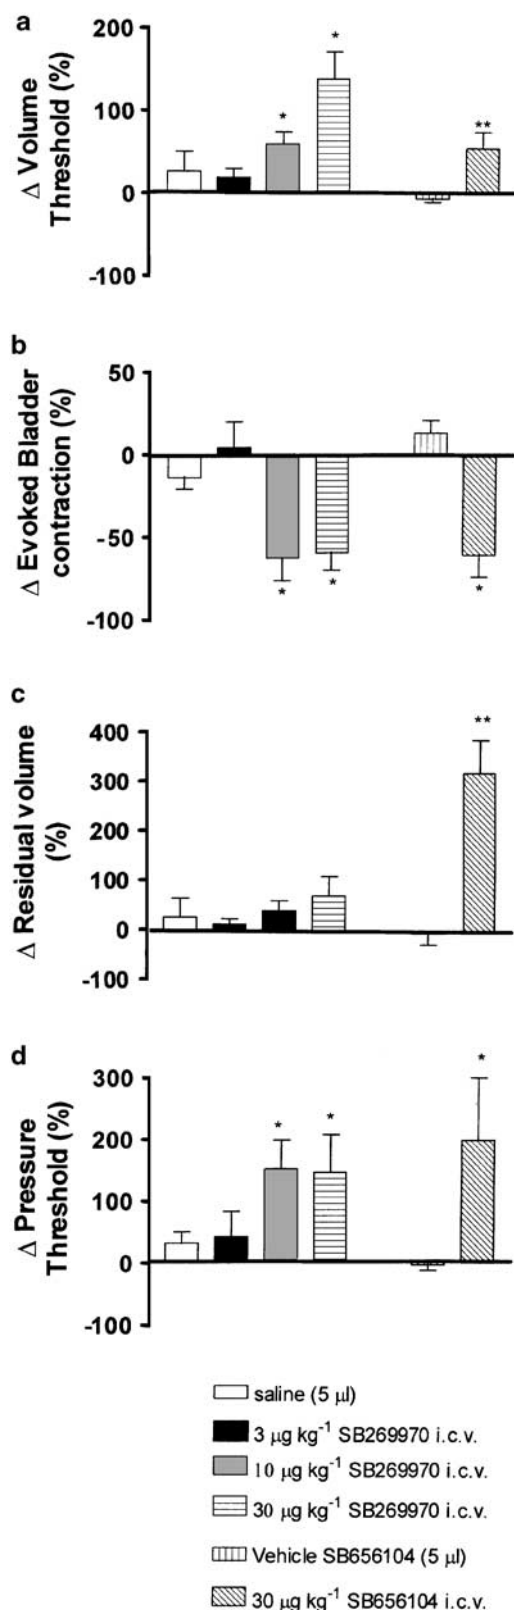 a
Δ Volume
Threshold (%)
200
100
0
-100
*
*
**
b
Δ Evoked Bladder
contraction (%)
50
0
-50
-100
*
*
*
c
Δ Residual volume
(%)
400
300
200
100
0
-100
**
d
Δ Pressure
Threshold (%)
300
200
100
0
-100
*
*
*
saline (5 μl)
3 μg kg⁻¹ SB269970 i.c.v.
10 μg kg⁻¹ SB269970 i.c.v.
30 μg kg⁻¹ SB269970 i.c.v.
Vehicle SB656104 (5 μl)
30 μg kg⁻¹ SB656104 i.c.v.